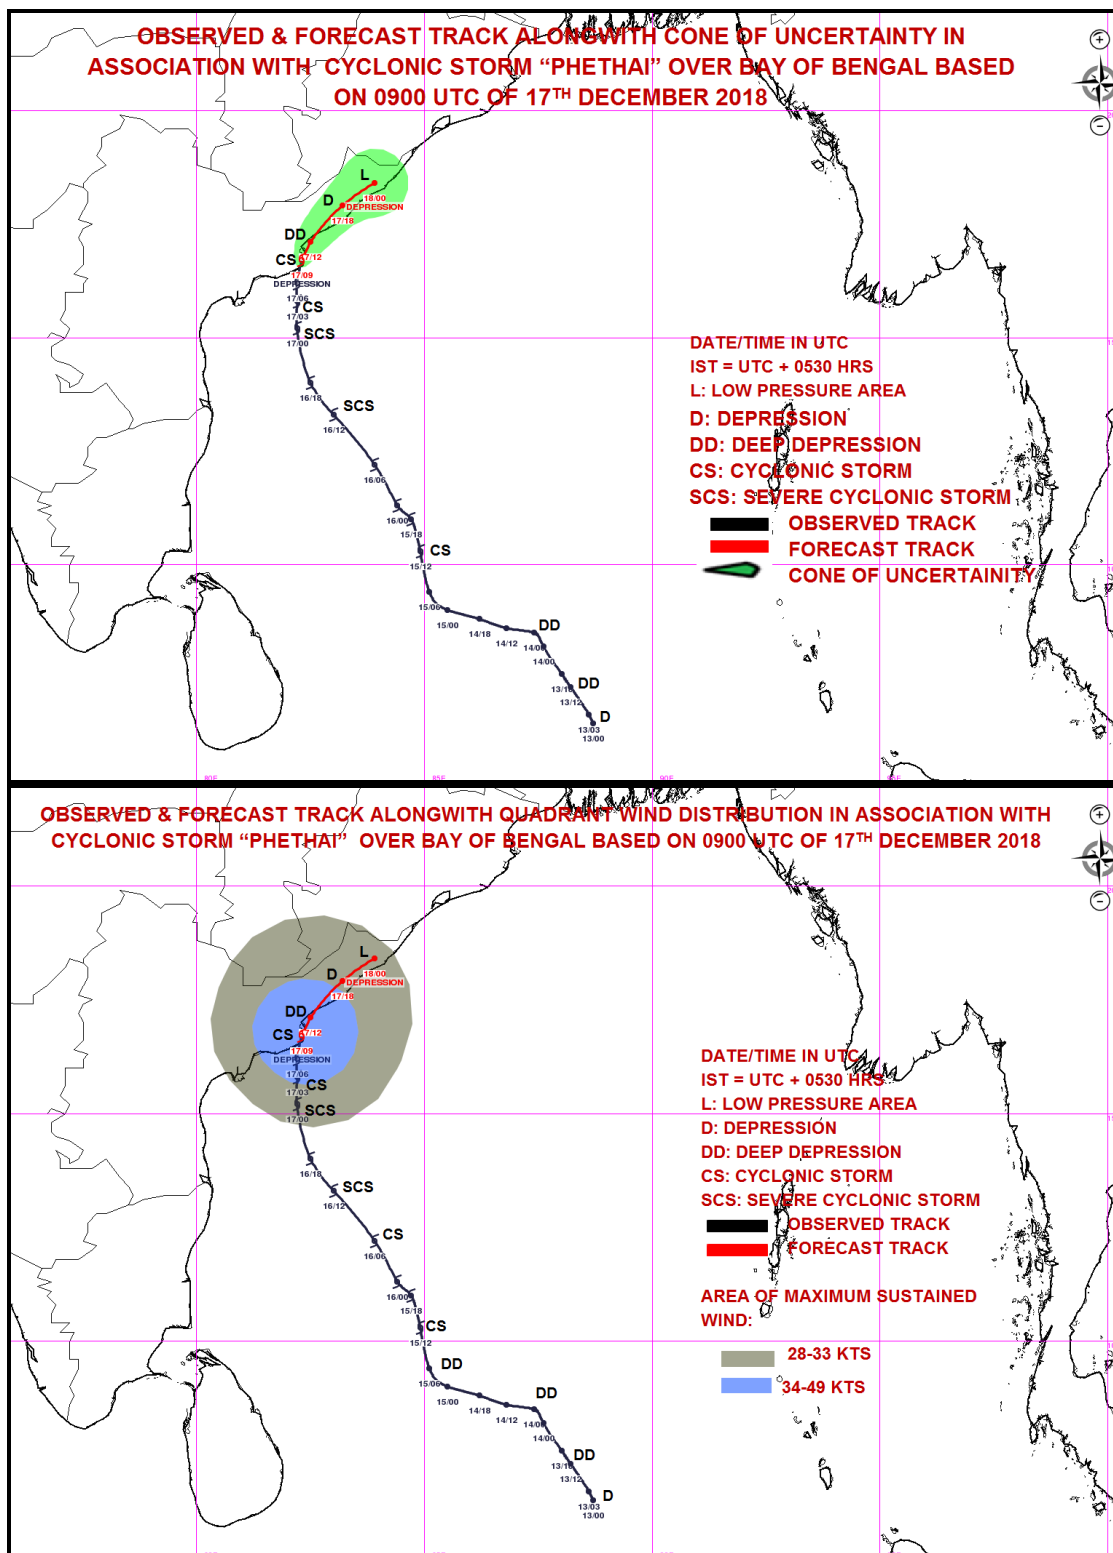 OBSERVED & FORECAST TRACK ALONGWITH CONE OF UNCERTAINTY IN
ASSOCIATION WITH CYCLONIC STORM “PHETHAI” OVER BAY OF BENGAL BASED
ON 0900 UTC OF 17TH DECEMBER 2018
L
18/00
D
DEPRESSION
17/18
DD
17/12
CS
17/09
DEPRESSION
17/06
CS
17/03
SCS
17/00
16/18
SCS
16/12
16/06
16/00
15/18
CS
15/12
15/06
15/00
14/18
DD
14/12
14/00
DD
13/12
D
13/03
13/00
DATE/TIME IN UTC
IST = UTC + 0530 HRS
L: LOW PRESSURE AREA
D: DEPRESSION
DD: DEEP DEPRESSION
CS: CYCLONIC STORM
SCS: SEVERE CYCLONIC STORM
OBSERVED TRACK
FORECAST TRACK
CONE OF UNCERTAINITY
80E
85E
90E
95E
OBSERVED & FORECAST TRACK ALONGWITH QUADRANT WIND DISTRIBUTION IN ASSOCIATION WITH
CYCLONIC STORM “PHETHAI” OVER BAY OF BENGAL BASED ON 0900 UTC OF 17TH DECEMBER 2018
L
18/00
D
DEPRESSION
17/18
DD
17/12
CS
17/09
DEPRESSION
17/06
CS
17/03
SCS
17/00
16/18
SCS
16/12
CS
16/06
16/00
15/18
CS
15/12
DD
15/06
15/00
14/18
DD
14/12
14/00
DD
13/12
D
13/03
13/00
DATE/TIME IN UTC
IST = UTC + 0530 HRS
L: LOW PRESSURE AREA
D: DEPRESSION
DD: DEEP DEPRESSION
CS: CYCLONIC STORM
SCS: SEVERE CYCLONIC STORM
OBSERVED TRACK
FORECAST TRACK
AREA OF MAXIMUM SUSTAINED
WIND:
28-33 KTS
34-49 KTS